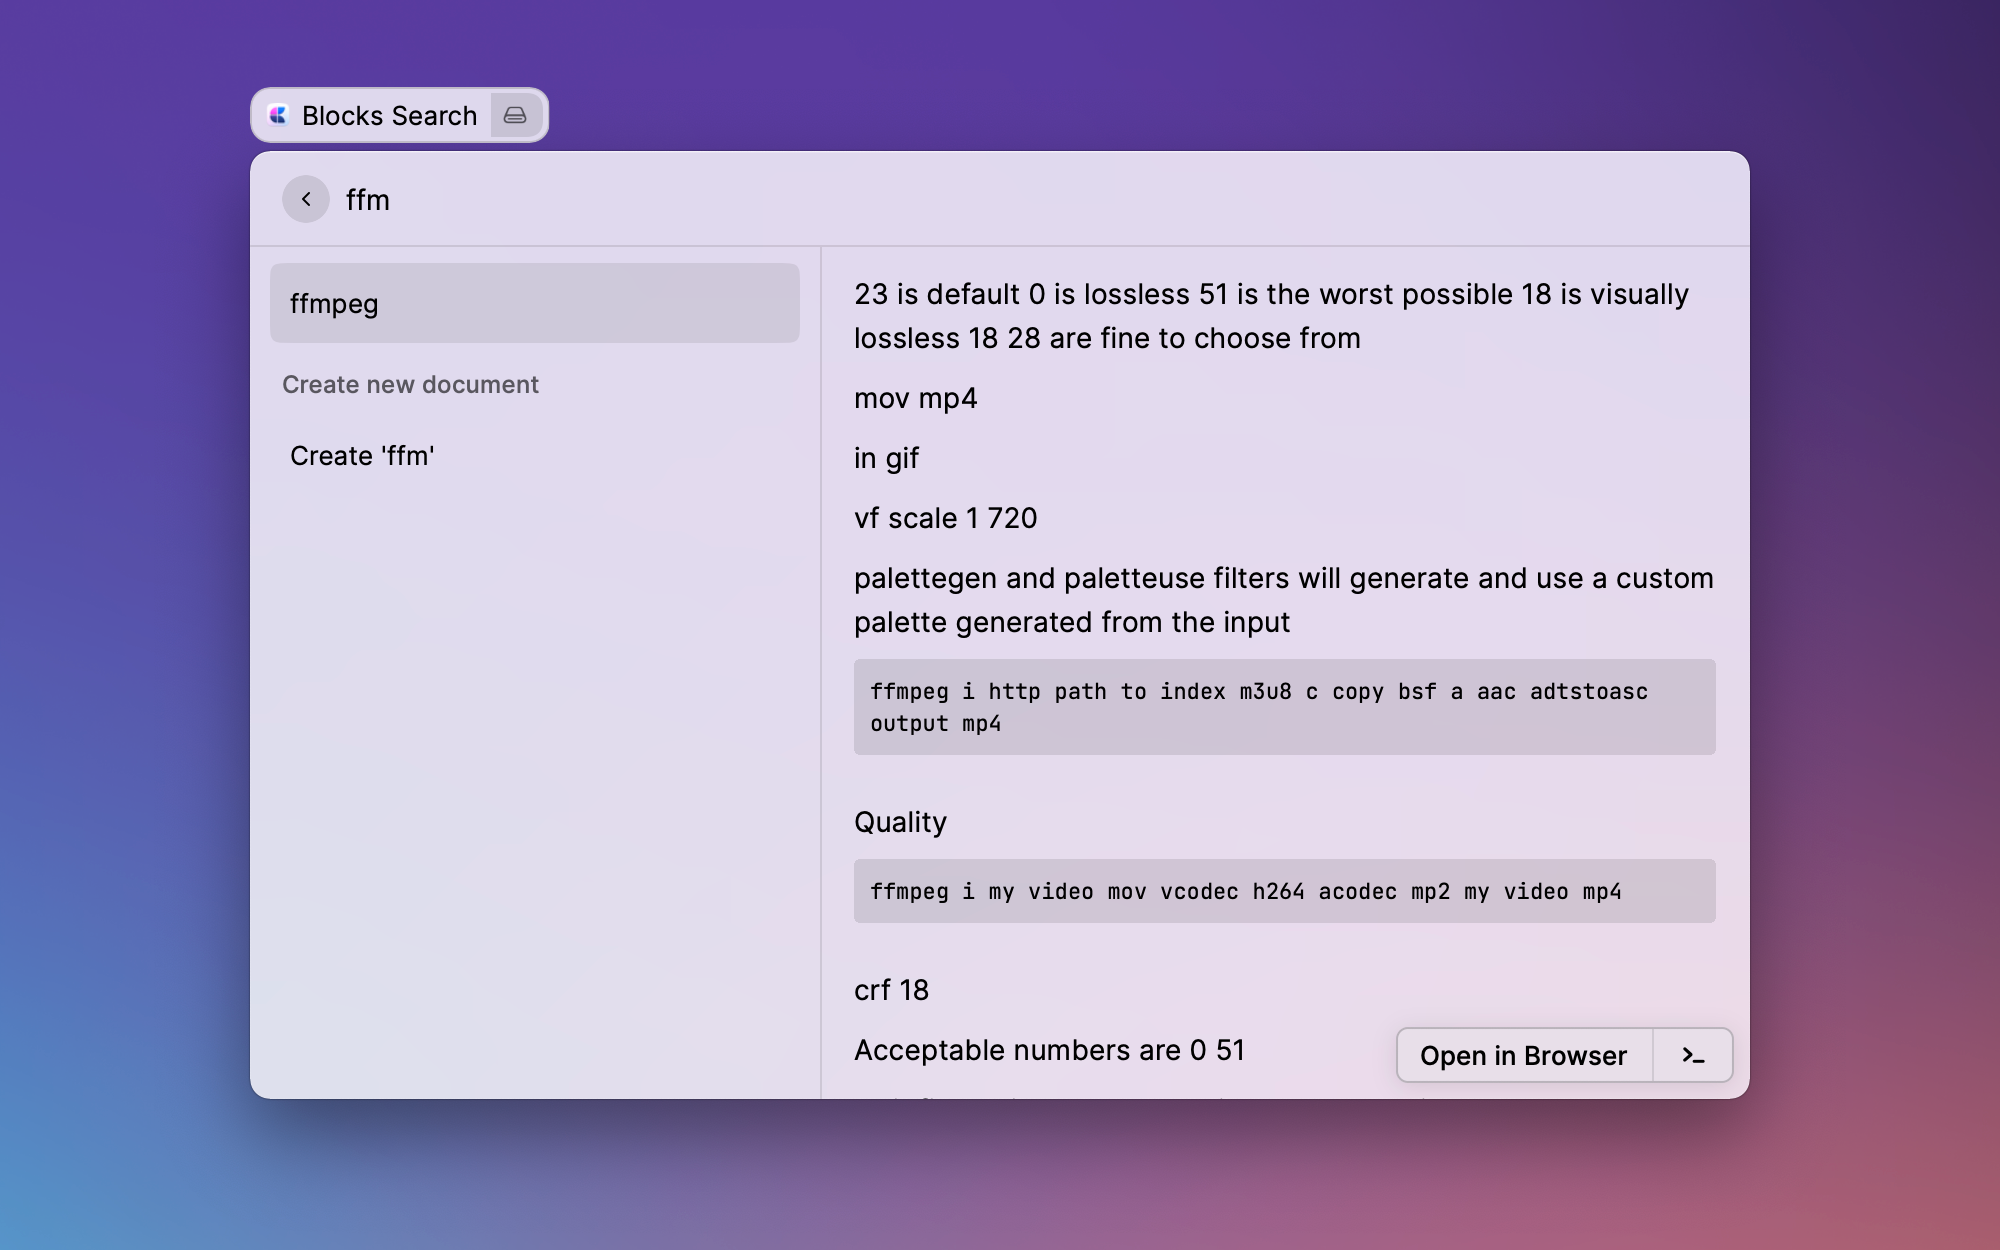 Blocks Search
ffm
ffmpeg
Create new document
Create 'ffm'
23 is default 0 is lossless 51 is the worst possible 18 is visually
lossless 18 28 are fine to choose from
mov mp4
in gif
vf scale 1 720
palettegen and paletteuse filters will generate and use a custom
palette generated from the input
ffmpeg i http path to index m3u8 c copy bsf a aac adtstoasc
output mp4
Quality
ffmpeg i my video mov vcodec h264 acodec mp2 my video mp4
crf 18
Acceptable numbers are 0 51
Open in Browser